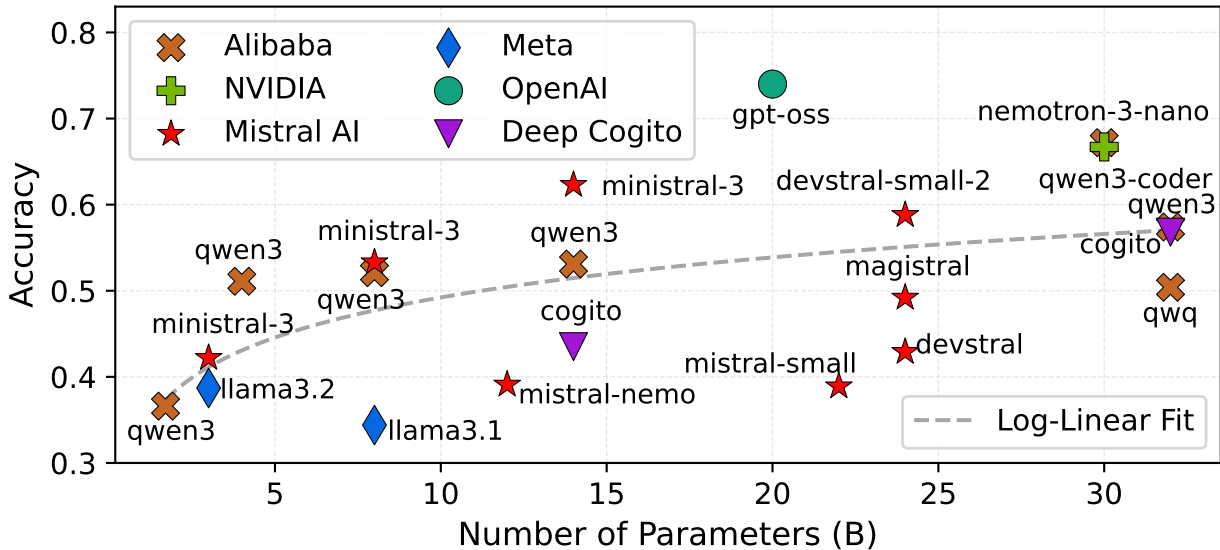 Accuracy
0.8
0.7
0.6
0.5
0.4
0.3
Alibaba
NVIDIA
Mistral AI
Meta
OpenAI
Deep Cogito
gpt-oss
nemotron-3-nano
qwen3-coder
ministral-3
devstral-small-2
qwen3
cogito
qwen3
ministral-3
qwen3
qwen3
magistral
cogito
qwq
ministral-3
devstral
mistral-small
llama3.2
mistral-nemo
qwen3
llama3.1
Log-Linear Fit
5
10
15
20
25
30
Number of Parameters (B)